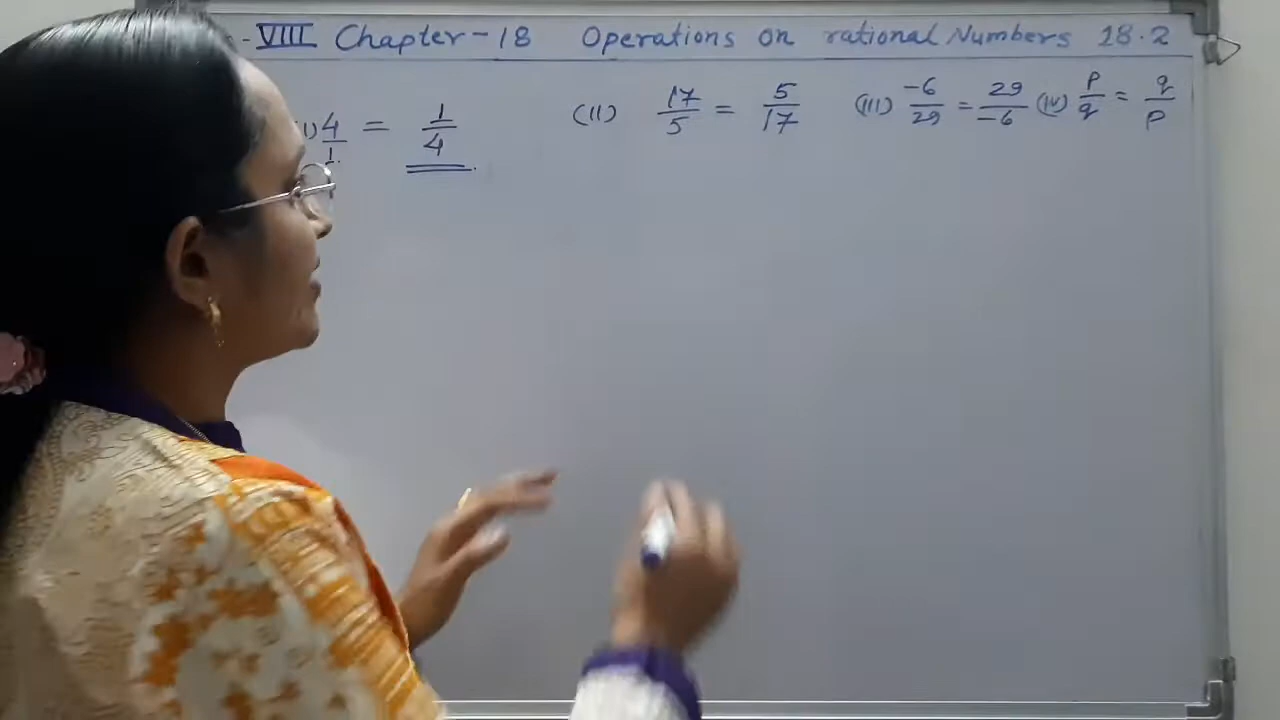 - VIII Chapter - 18 Operations on rational Numbers 18.2
(I) 4/1 = 1/4 (II) 17/5 = 5/17 (III) -6/29 = 29/-6 (IV) p/q = q/p